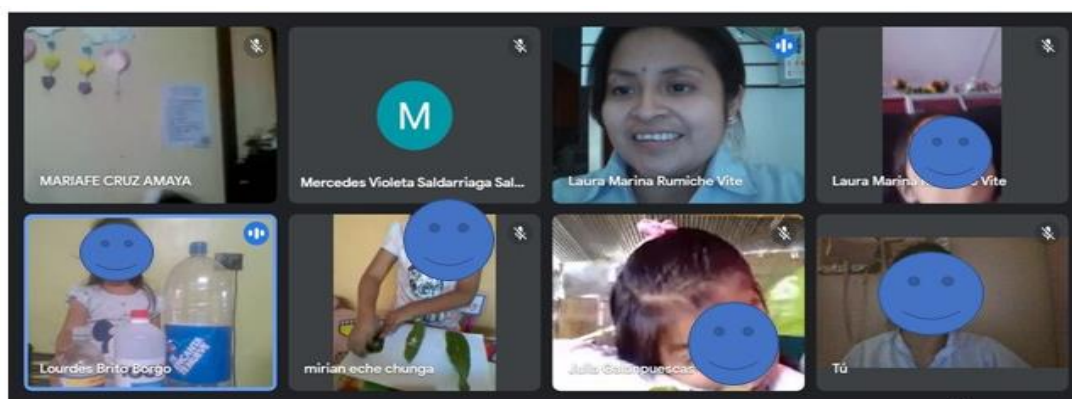 MARIAFE CRUZ AMAYA
M
Mercedes Violeta Saldarriaga Sal...
Laura Marina Rumiche Vite
Laura Marina Vite
Lourdes Brito Borgo
mirian eche chunga
Julia
Tú